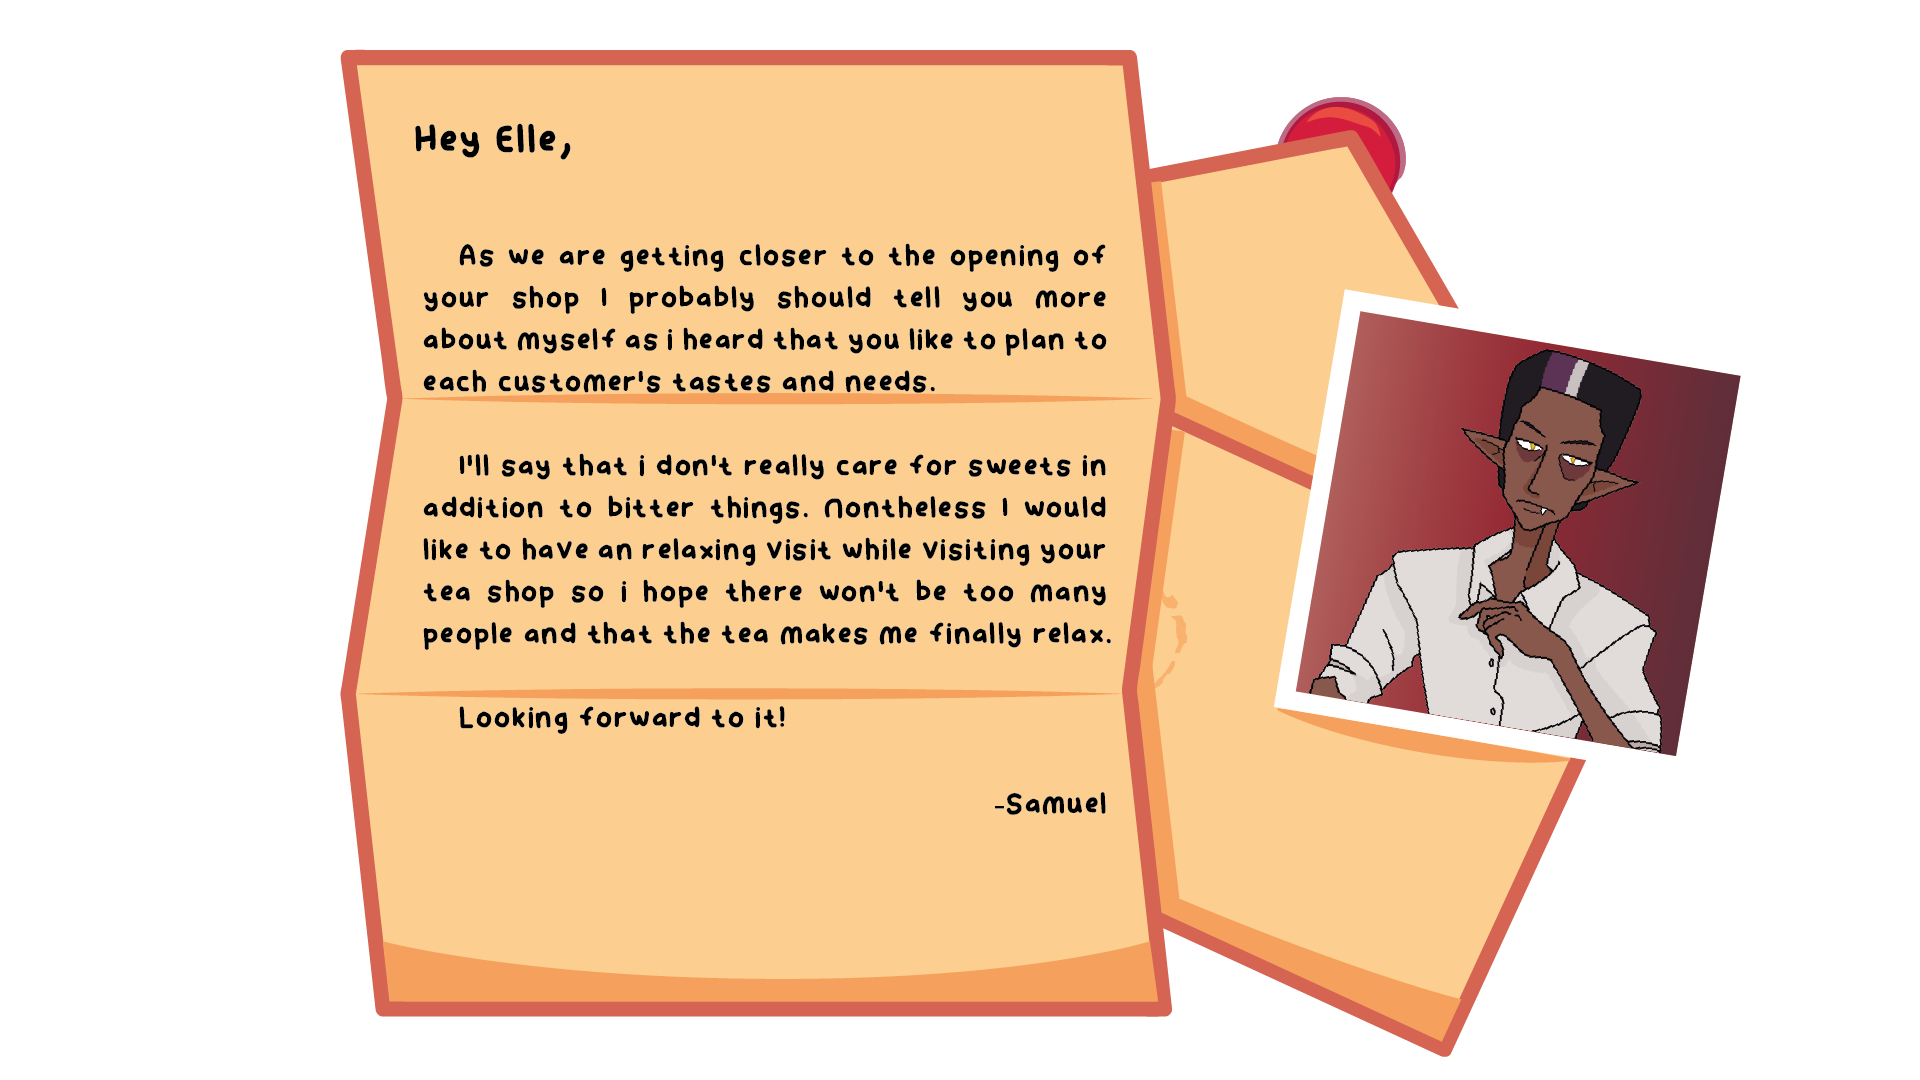 Hey Elle,
As we are getting closer to the opening of
your shop I probably should tell you more
about myself as i heard that you like to plan to
each customer's tastes and needs.
I'll say that i don't really care for sweets in
addition to bitter things. Nontheless I would
like to have an relaxing visit while visiting your
tea shop so i hope there won't be too many
people and that the tea makes me finally relax.
Looking forward to it!
-Samuel